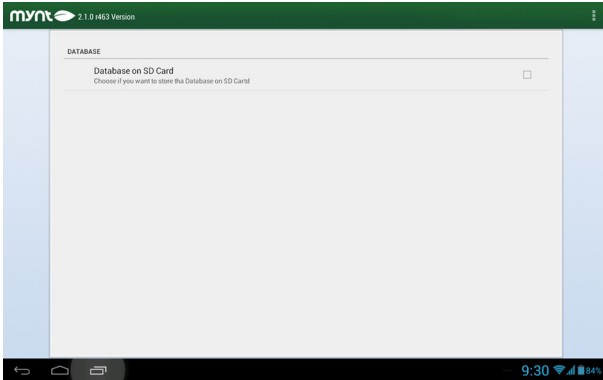 mynt 2.1.0 r463 Version
DATABASE
Database on SD Card
Choose if you want to store tha Database on SD Cartd
9:30 84%